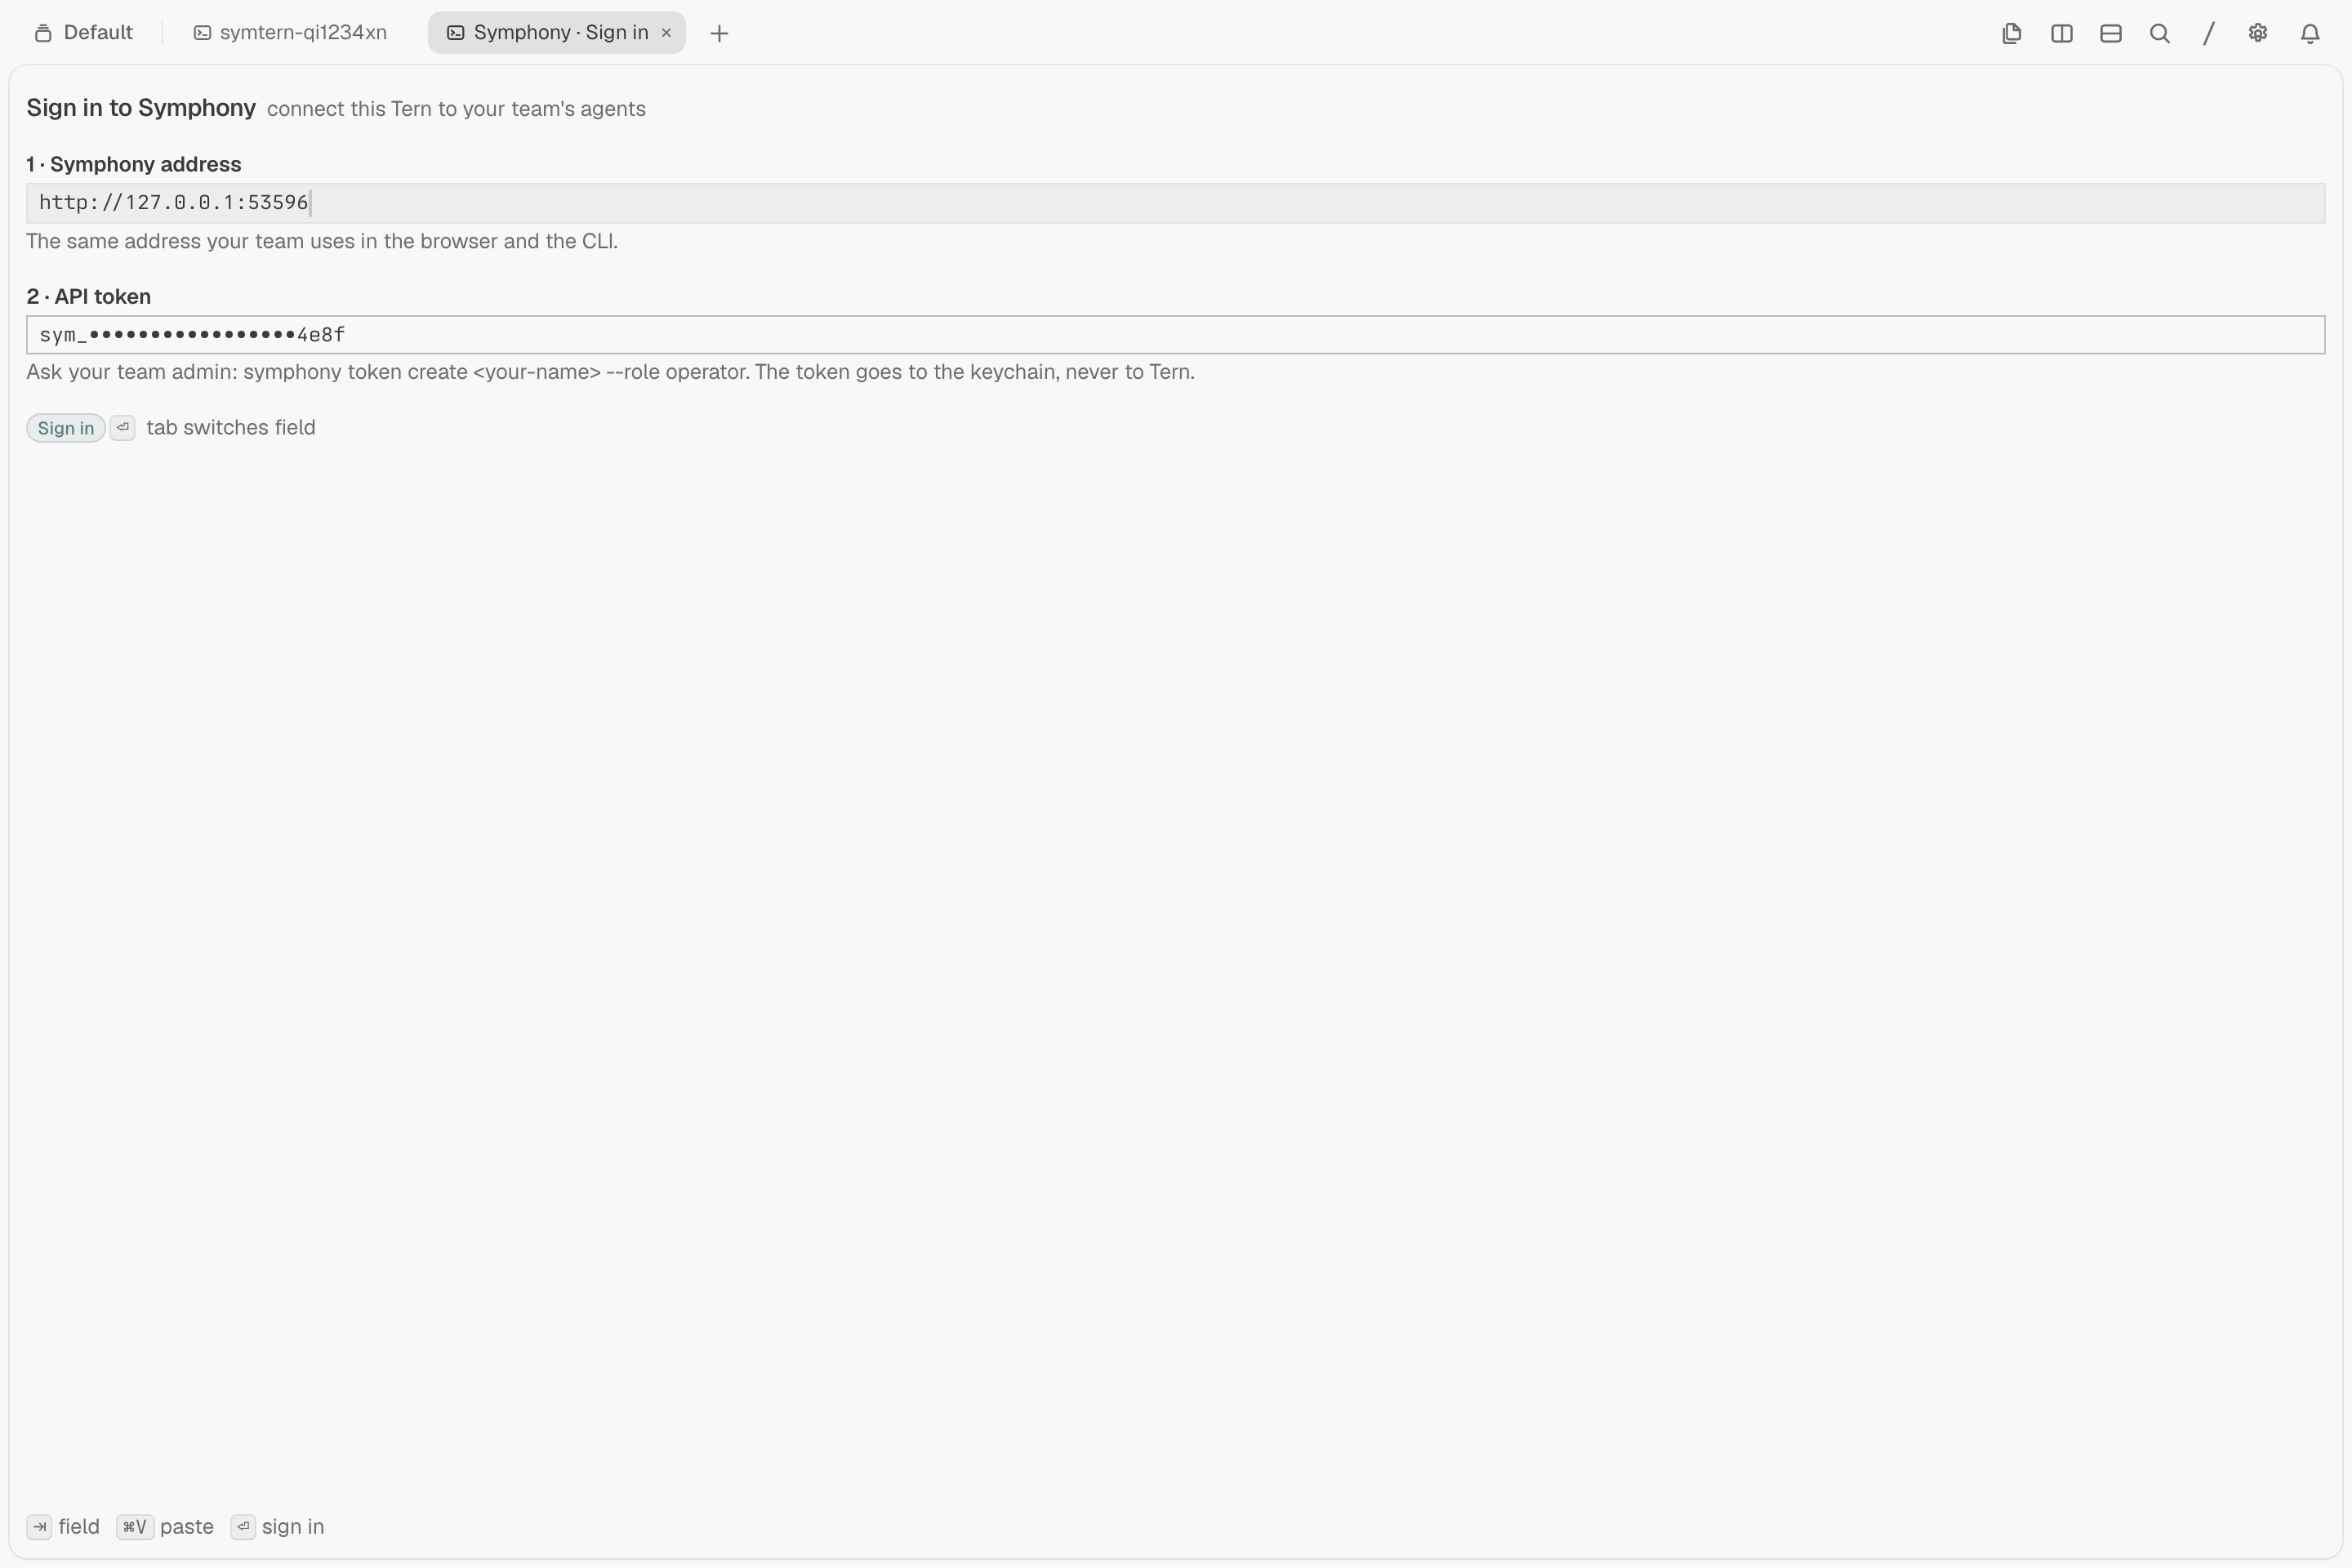 Default
symtern-qi1234xn
Symphony · Sign in ×
Sign in to Symphony connect this Tern to your team's agents
1 · Symphony address
http://127.0.0.1:53596
The same address your team uses in the browser and the CLI.
2 · API token
sym_•••••••••••••••••4e8f
Ask your team admin: symphony token create <your-name> --role operator. The token goes to the keychain, never to Tern.
Sign in ⏎ tab switches field
⇥ field ⌘V paste ⏎ sign in